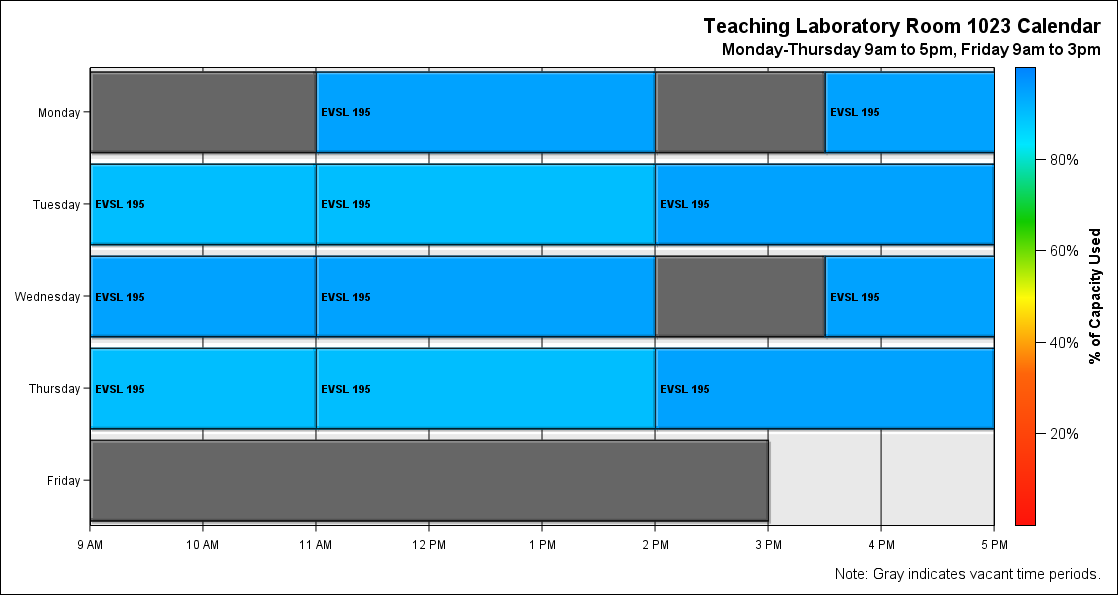 Teaching Laboratory Room 1023 Calendar
Monday-Thursday 9am to 5pm, Friday 9am to 3pm
Monday
EVSL 195
EVSL 195
Tuesday
EVSL 195
EVSL 195
EVSL 195
Wednesday
EVSL 195
EVSL 195
EVSL 195
Thursday
EVSL 195
EVSL 195
EVSL 195
Friday
9 AM
10 AM
11 AM
12 PM
1 PM
2 PM
3 PM
4 PM
5 PM
80%
60%
40%
20%
% of Capacity Used
Note: Gray indicates vacant time periods.